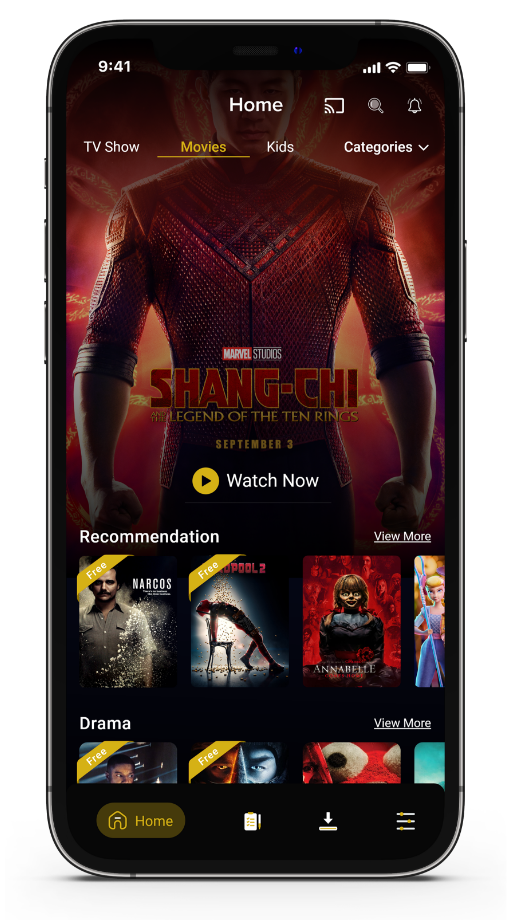 9:41
Home
TV Show Movies Kids Categories
MARVEL STUDIOS
SHANG-CHI
AND THE LEGEND OF THE TEN RINGS
SEPTEMBER 3
Watch Now
Recommendation View More
Free Free
NARCOS POOL 2
ANNABELLE
Drama View More
Free Free
Home